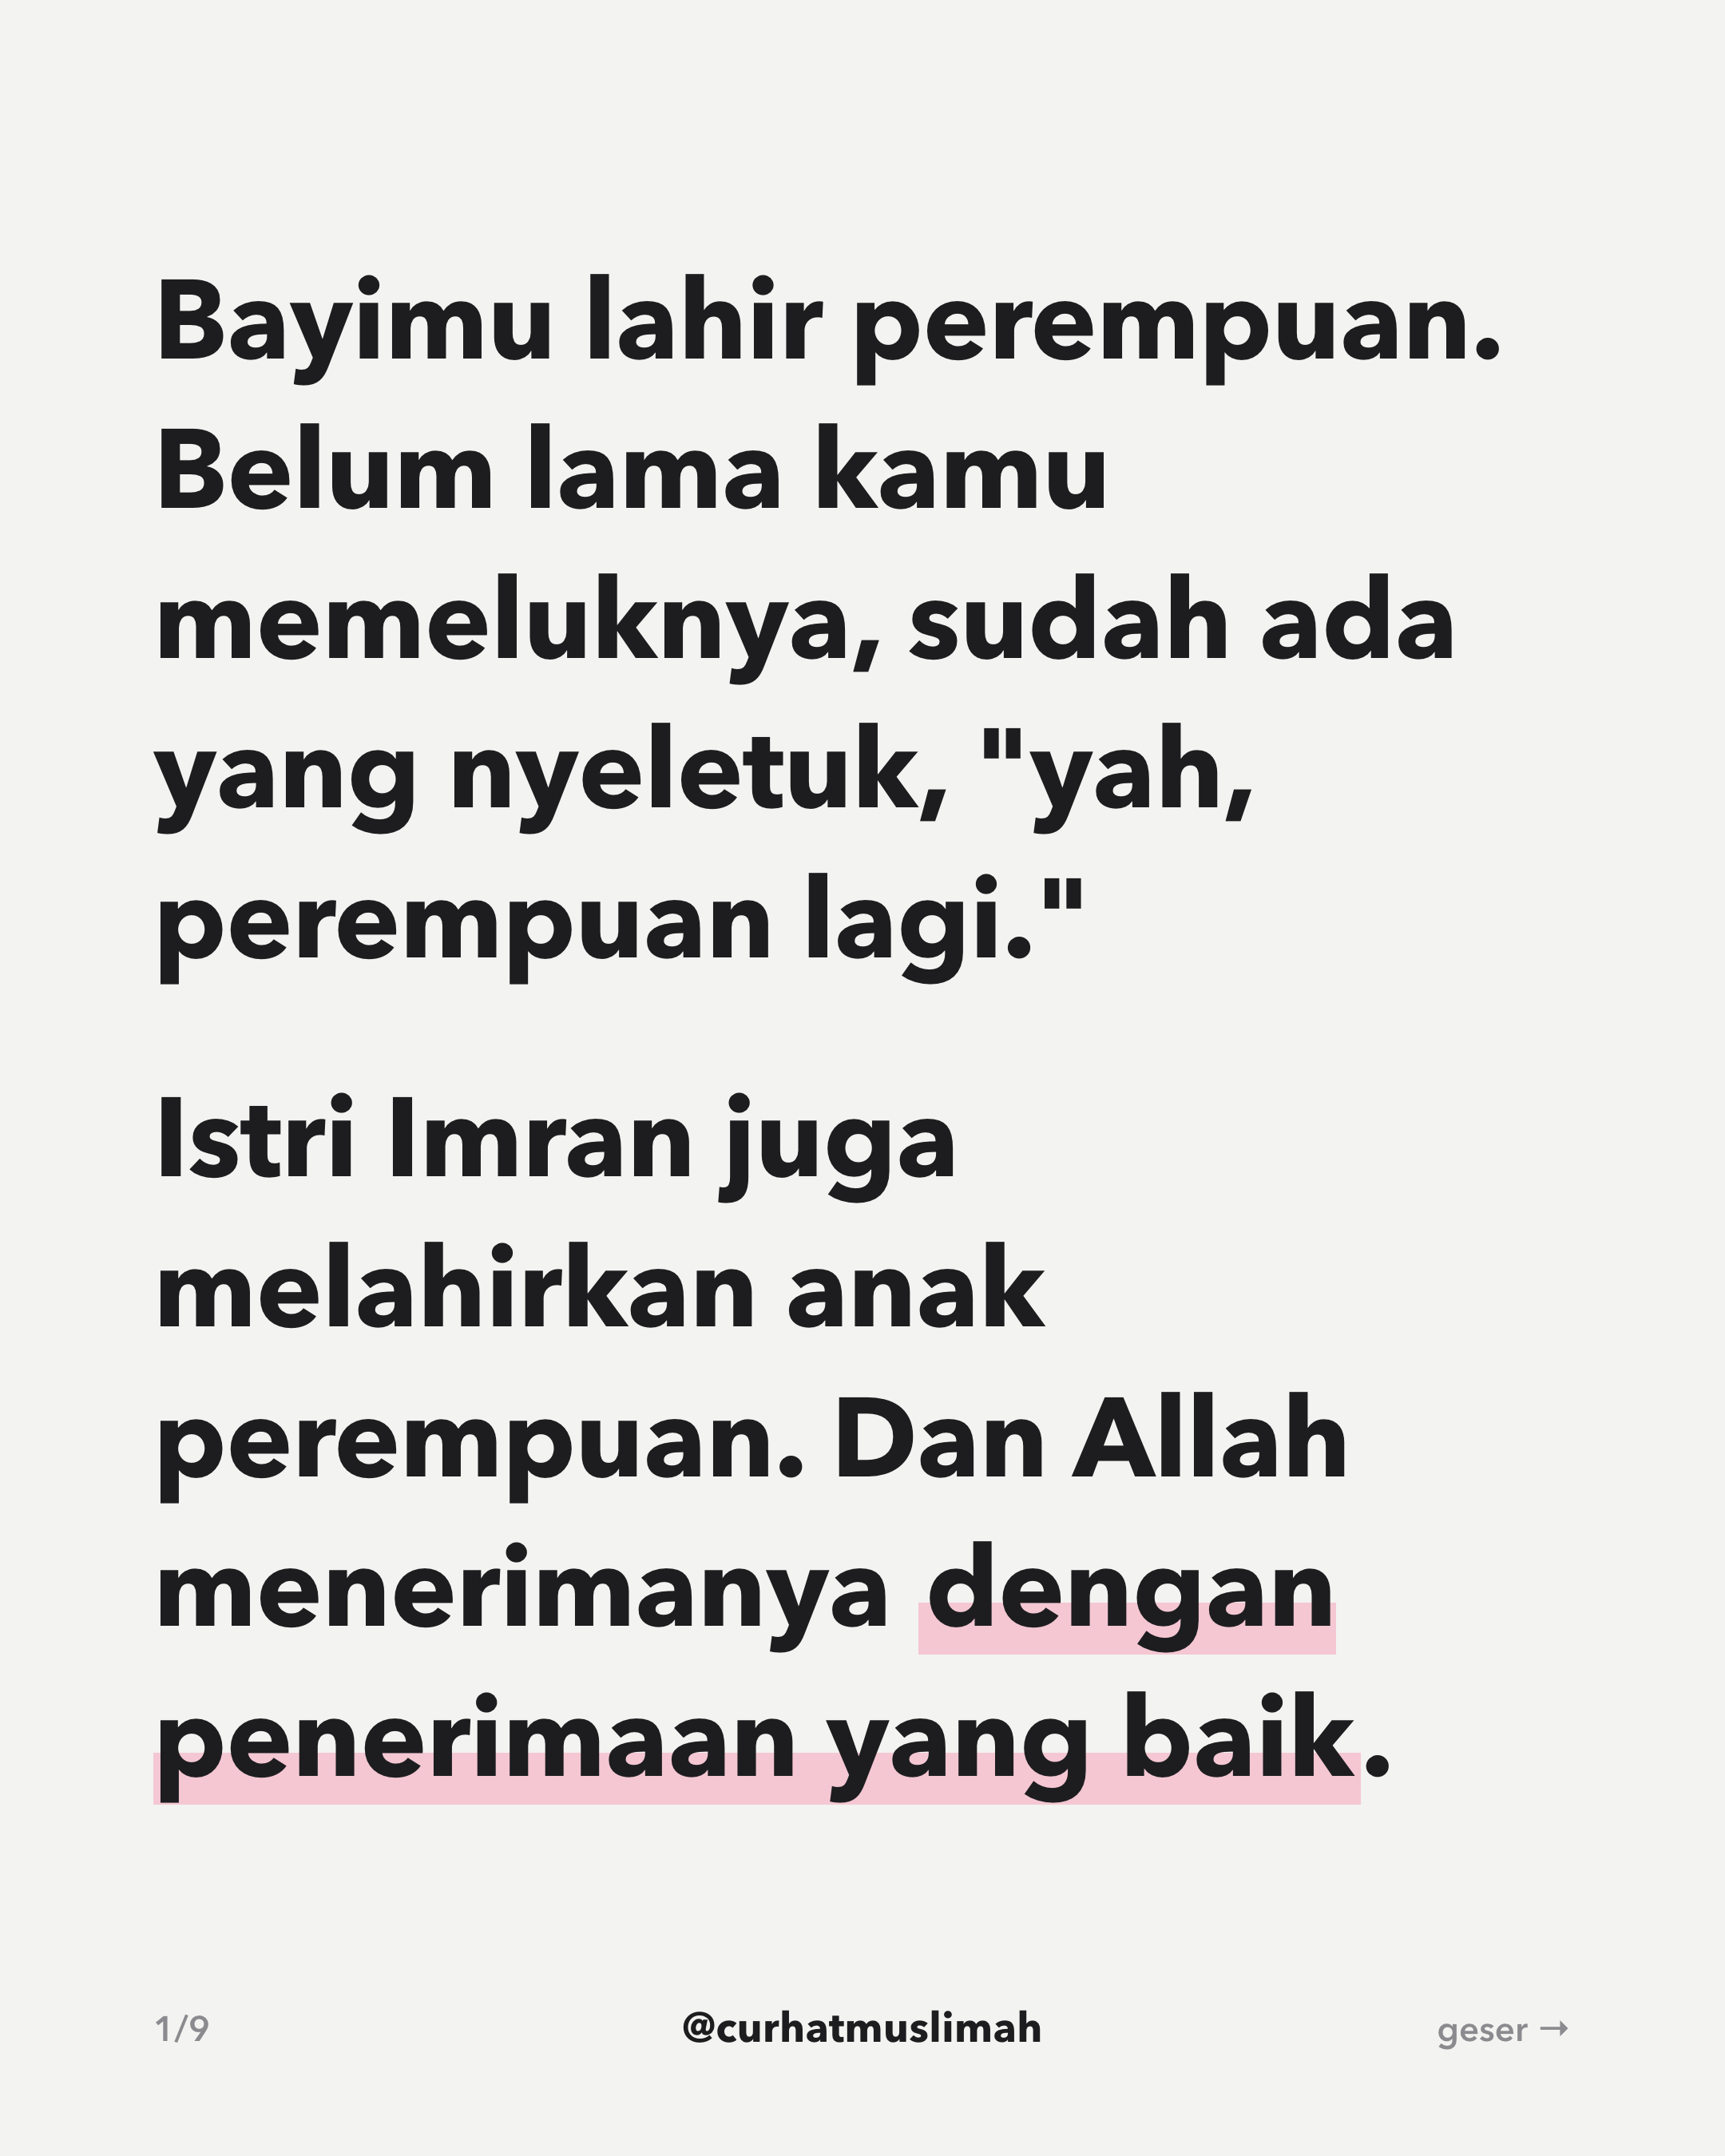 Bayimu lahir perempuan.
Belum lama kamu
memeluknya, sudah ada
yang nyeletuk, "yah,
perempuan lagi."
Istri Imran juga
melahirkan anak
perempuan. Dan Allah
menerimanya dengan
penerimaan yang baik.
1/9
@curhatmuslimah
geser →